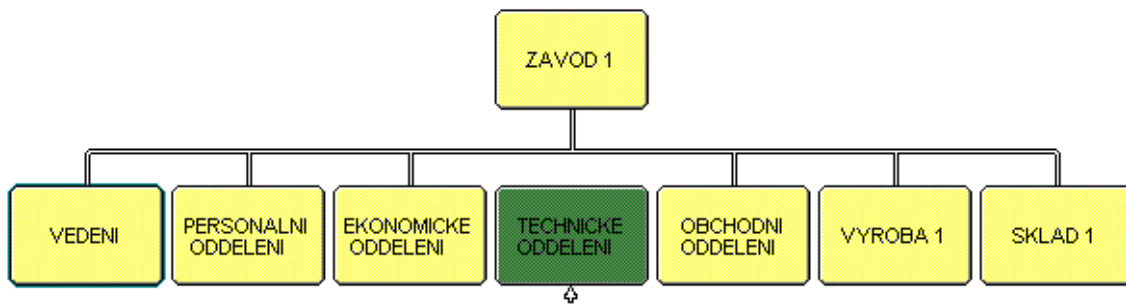 ZAVOD 1
VEDENI
PERSONALNI
ODDELENI
EKONOMICKE
ODDELENI
TECHNICKE
ODDELENI
OBCHODNI
ODDELENI
VYROBA 1
SKLAD 1